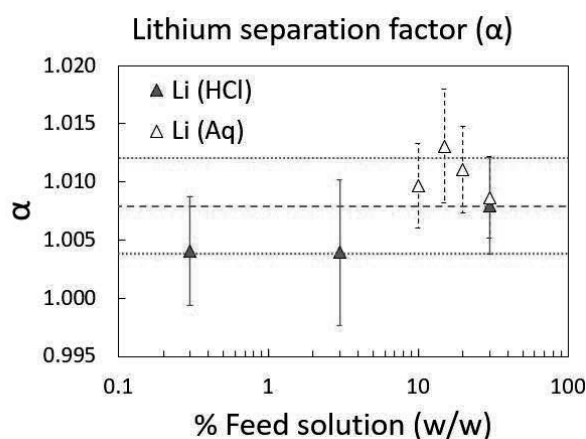 Lithium separation factor (α)
1.020
1.015
1.010
1.005
1.000
0.995
α
Li (HCl)
Li (Aq)
0.1
1
10
100
% Feed solution (w/w)